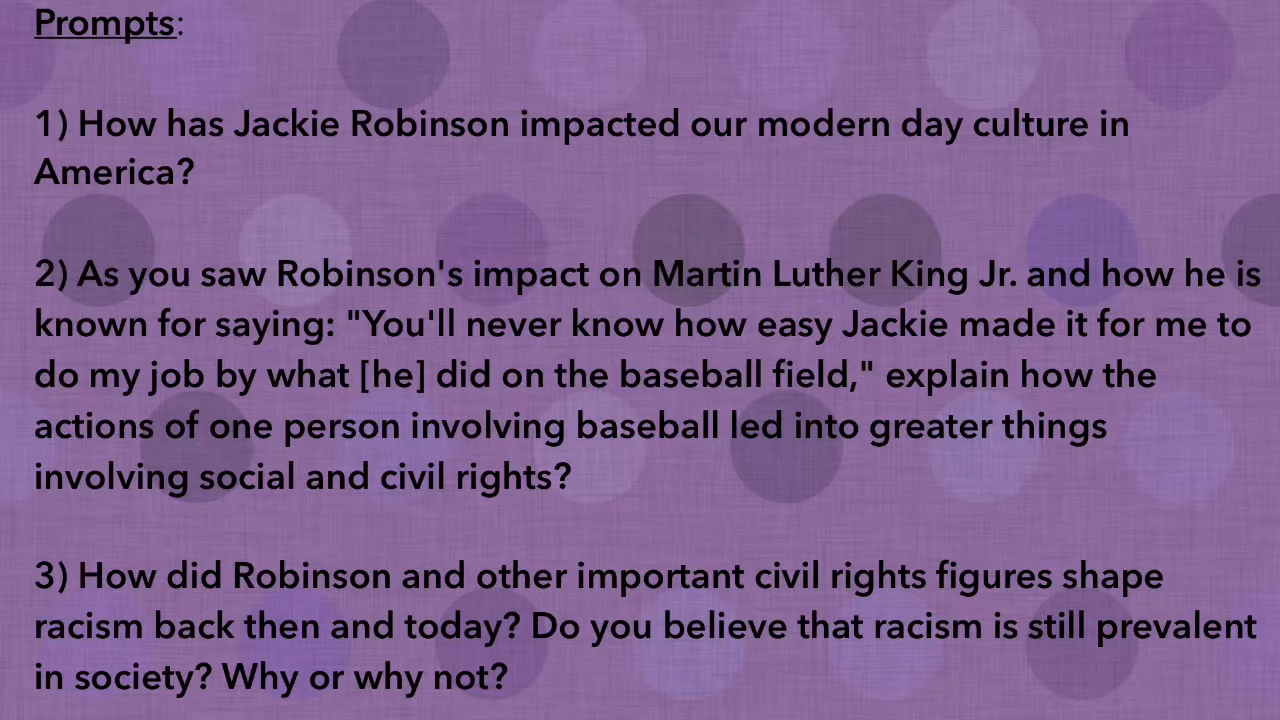 Prompts:
1) How has Jackie Robinson impacted our modern day culture in
America?
2) As you saw Robinson's impact on Martin Luther King Jr. and how he is
known for saying: "You'll never know how easy Jackie made it for me to
do my job by what [he] did on the baseball field," explain how the
actions of one person involving baseball led into greater things
involving social and civil rights?
3) How did Robinson and other important civil rights figures shape
racism back then and today? Do you believe that racism is still prevalent
in society? Why or why not?